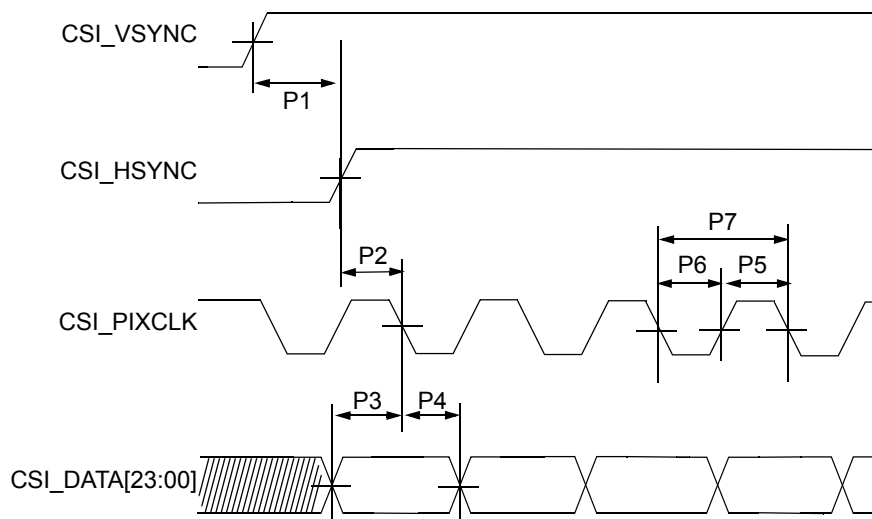 CSI_VSYNC
P1
CSI_HSYNC
P7
P2
P6 P5
CSI_PIXCLK
P3 P4
CSI_DATA[23:00]